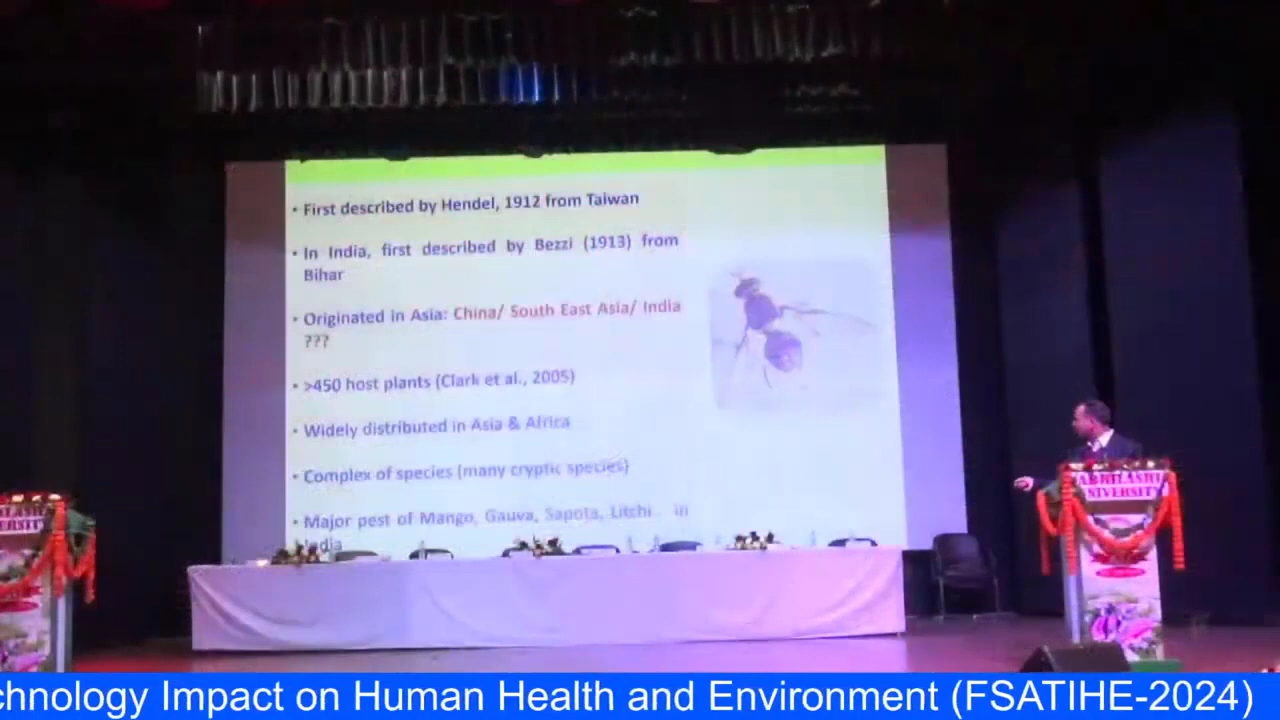 • First described by Hendel, 1912 from Taiwan
• In India, first described by Bezzi (1913) from
Bihar
• Originated in Asia: China/ South East Asia/ India
???
• >450 host plants (Clark et al., 2005)
• Widely distributed in Asia & Africa
• Complex of species (many cryptic species)
• Major pest of Mango, Gauva, Sapota, Litchi.. in
India
ABHILASHI
UNIVERSITY
chnology Impact on Human Health and Environment (FSATIHE-2024)